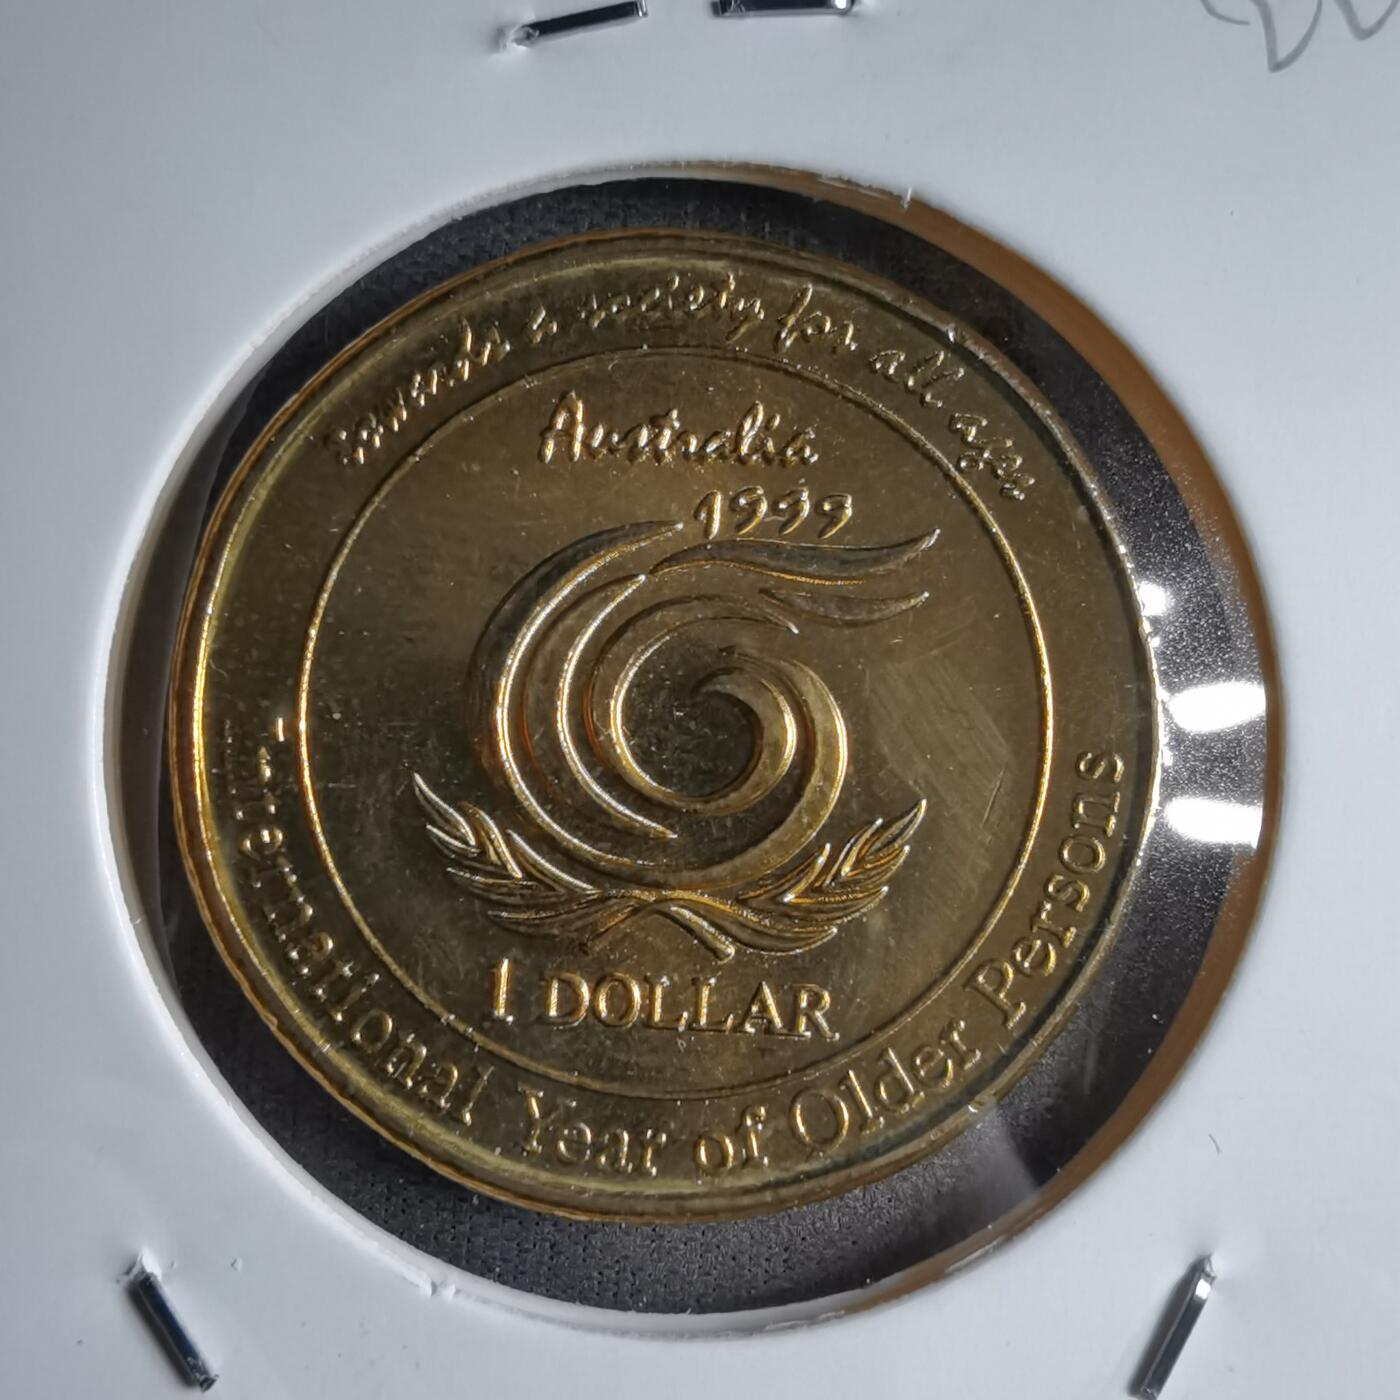 Towards a society for all ages
Australia
1999
1 DOLLAR
International Year of Older Persons